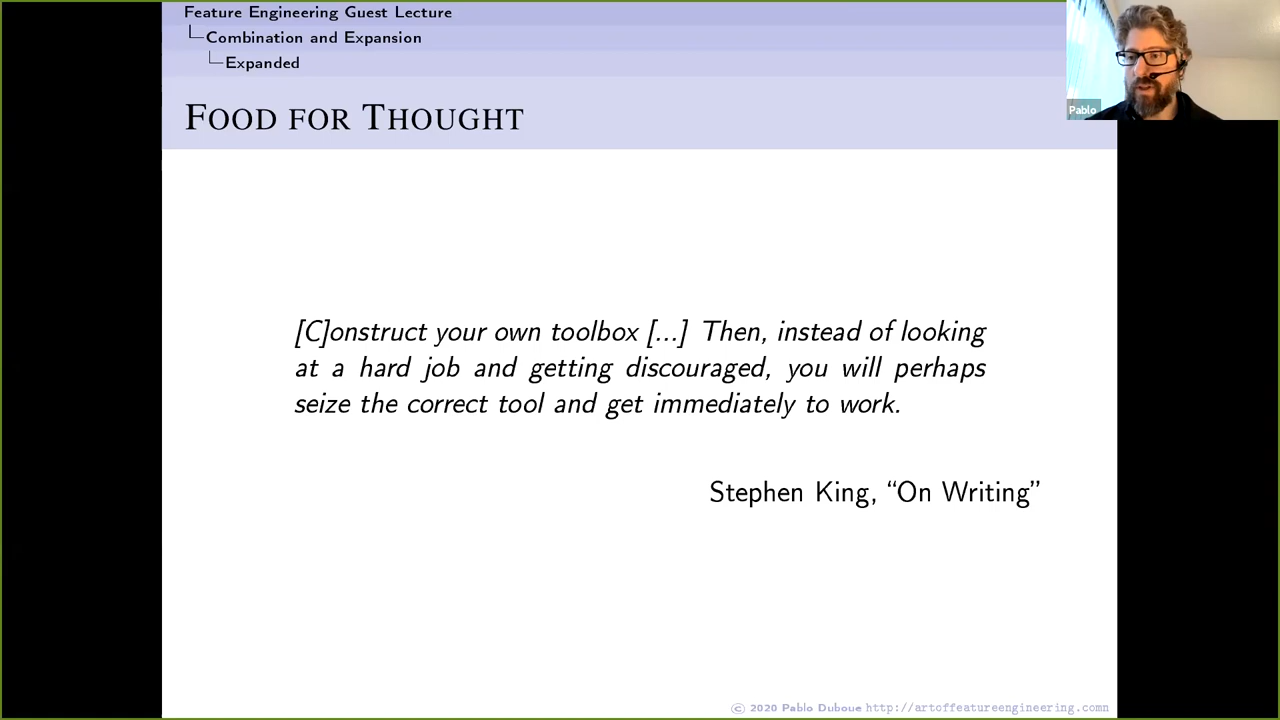 Feature Engineering Guest Lecture
Combination and Expansion
Expanded
FOOD FOR THOUGHT
Pablo
[C]onstruct your own toolbox [...] Then, instead of looking
at a hard job and getting discouraged, you will perhaps
seize the correct tool and get immediately to work.
Stephen King, “On Writing”
© 2020 Pablo Duboue http://artoffeatureengineering.comn